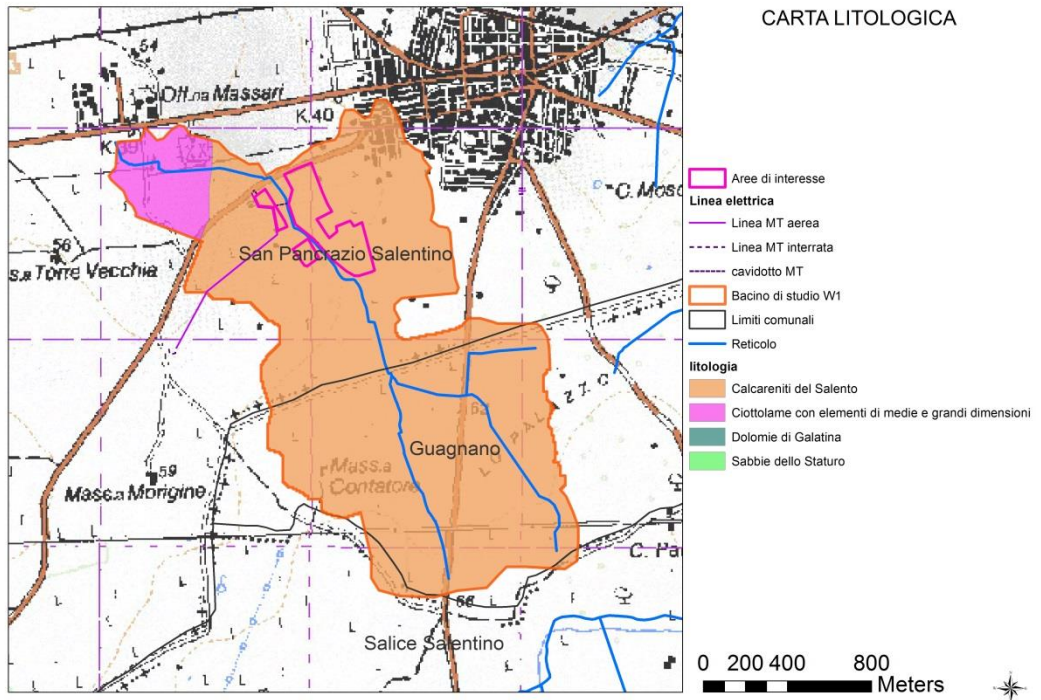 CARTA LITOLOGICA
54
Off.na Massari
K.40
K.39
C. Mosc
56
s.a Torre Vecchia
San Pancrazio Salentino
62
Guagnano
Mass.a
Contatore
59
Mass.a Morigine
C. Pa
66
Salice Salentino
Aree di interesse
Linea elettrica
Linea MT aerea
Linea MT interrata
cavidotto MT
Bacino di studio W1
Limiti comunali
Reticolo
litologia
Calcareniti del Salento
Ciottolame con elementi di medie e grandi dimensioni
Dolomie di Galatina
Sabbie dello Staturo
0 200 400 800
Meters